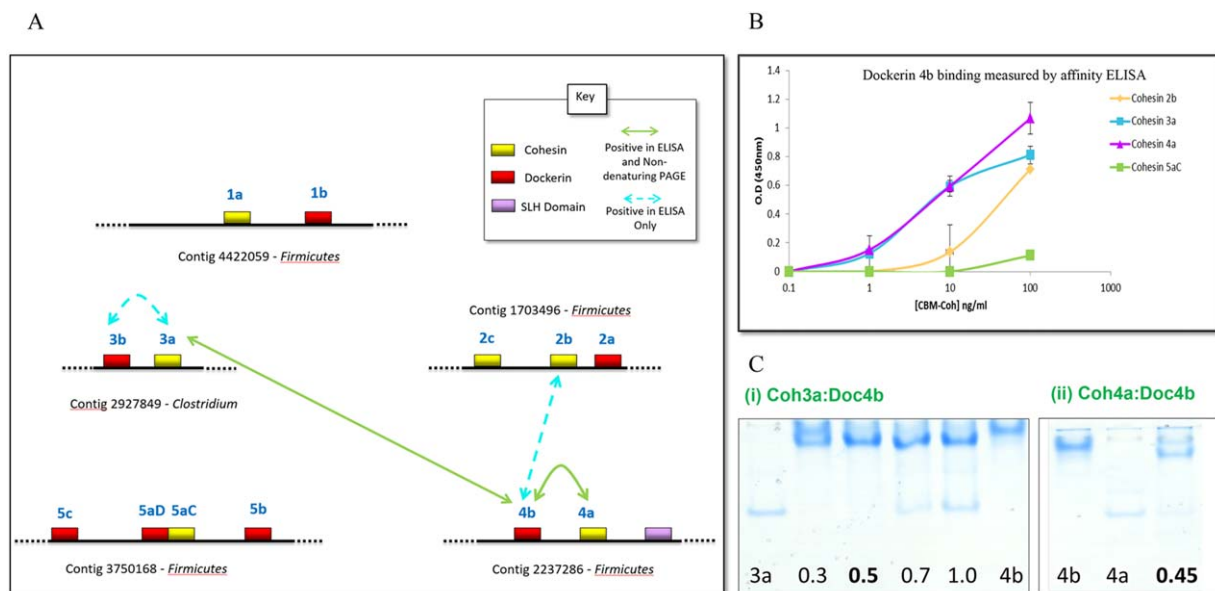 A
Key
Cohesin
Dockerin
SLH Domain
Positive in ELISA
and Non-
denaturing PAGE
Positive in ELISA
Only
1a 1b
Contig 4422059 - Firmicutes
3b 3a
Contig 2927849 - Clostridium
Contig 1703496 - Firmicutes
2c 2b 2a
5c 5aD 5aC 5b
Contig 3750168 - Firmicutes
4b 4a
Contig 2237286 - Firmicutes
B
Dockerin 4b binding measured by affinity ELISA
O.D (450nm)
1.4
1.2
1
0.8
0.6
0.4
0.2
0
0.1 1 10 100 1000
[CBM-Coh] ng/ml
Cohesin 2b
Cohesin 3a
Cohesin 4a
Cohesin 5aC
C
(i) Coh3a:Doc4b
3a 0.3 0.5 0.7 1.0 4b
(ii) Coh4a:Doc4b
4b 4a 0.45